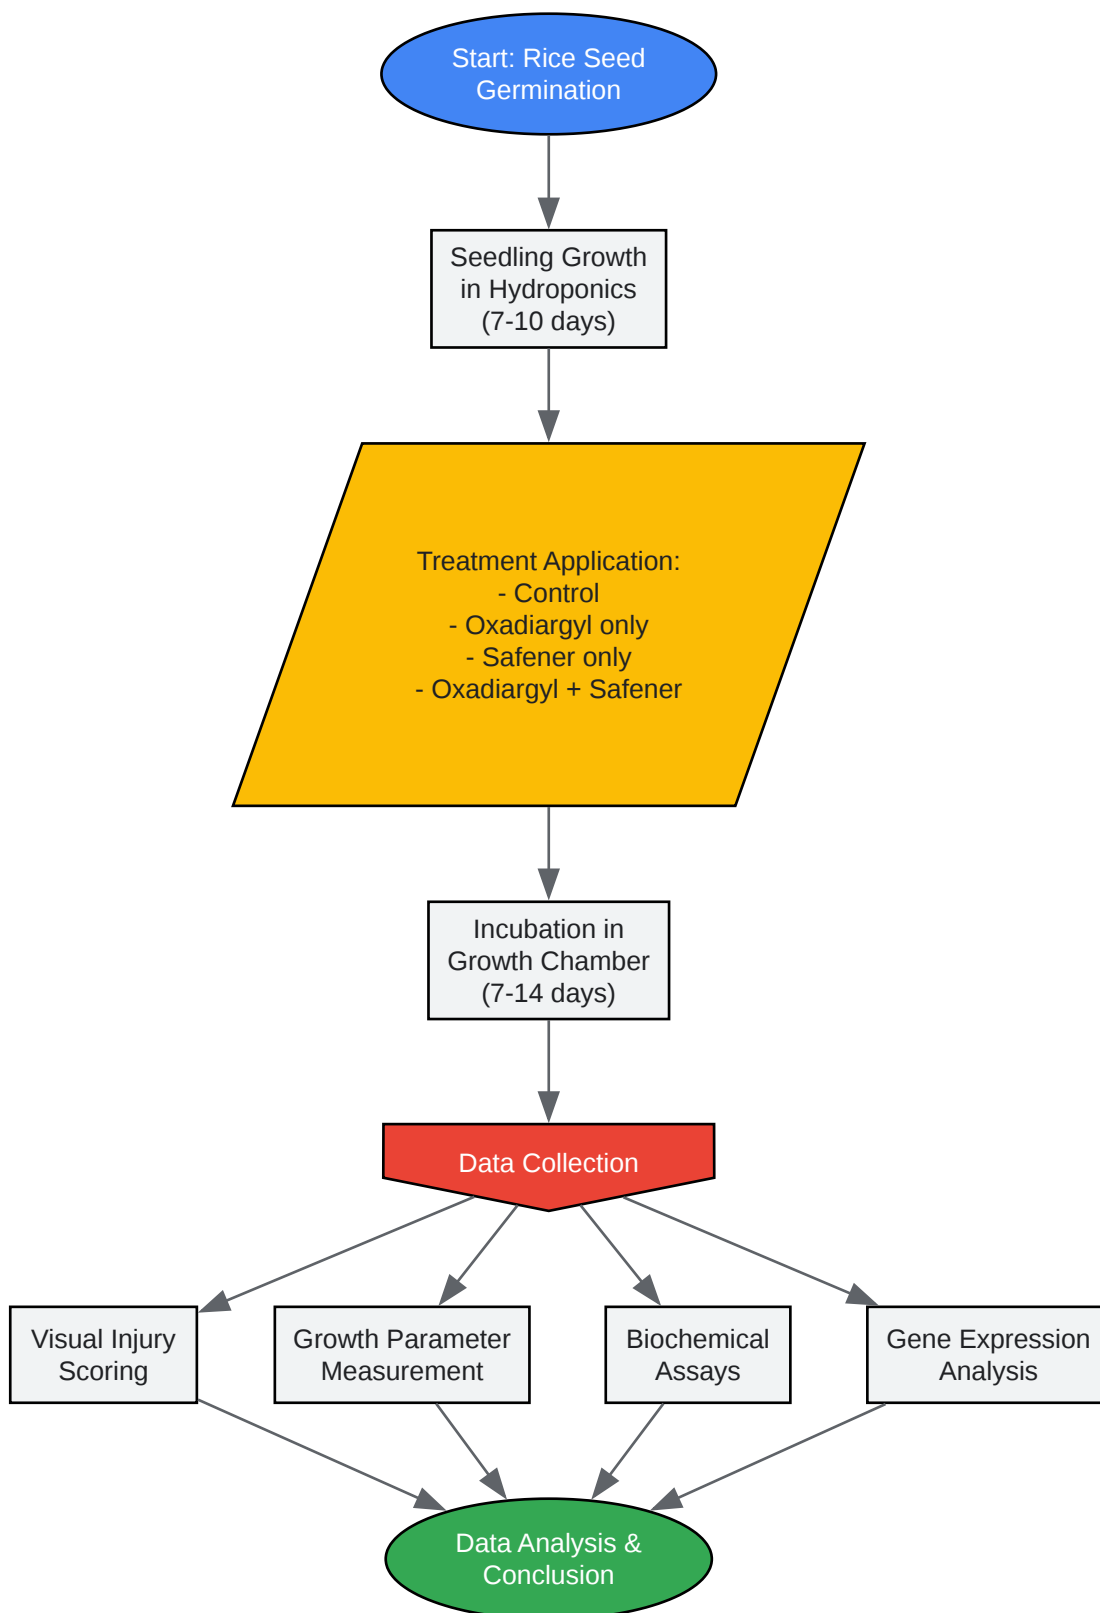 Start: Rice Seed
Germination
Seedling Growth
in Hydroponics
(7-10 days)
Treatment Application:
- Control
- Oxadiargyl only
- Safener only
- Oxadiargyl + Safener
Incubation in
Growth Chamber
(7-14 days)
Data Collection
Visual Injury
Scoring
Growth Parameter
Measurement
Biochemical
Assays
Gene Expression
Analysis
Data Analysis &
Conclusion